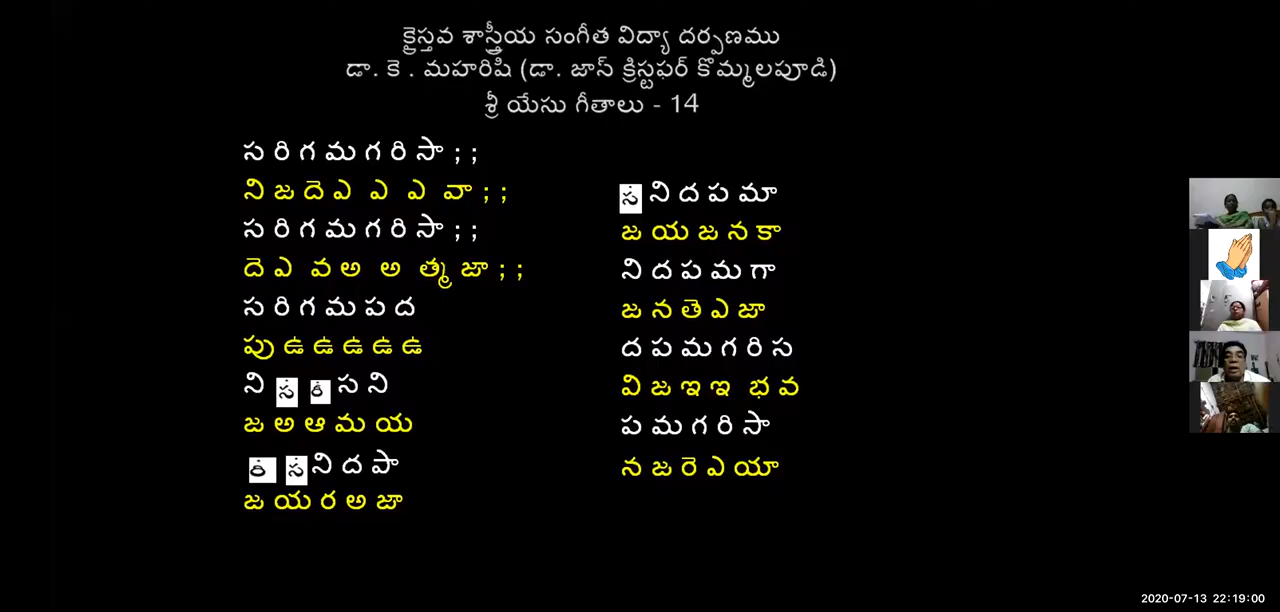 క్రైస్తవ శాస్త్రీయ సంగీత విద్యా దర్పణము
డా. కె . మహరిషి (డా. జాస్ క్రిస్టఫర్ కొమ్మలపూడి)
శ్రీ యేసు గీతాలు - 14
స రి గ మ గ రి సా ; ;
ని జ దె ఎ ఎ ఎ వా ; ;
స రి గ మ గ రి సా ; ;
దె ఎ వ అ అ త్మ జా ; ;
స రి గ మ ప ద
పు ఉ ఉ ఉ ఉ ఉ
ని స̇ రి̇ స ని
జ అ ఆ మ య
రి̇ స̇ ని ద పా
జ య ర అ జా
స̇ ని ద ప మా
జ య జ న కా
ని ద ప మ గా
జ న తె ఎ జా
ద ప మ గ రి స
వి జ ఇ ఇ భ వ
ప మ గ రి సా
న జ రె ఎ యా
2020-07-13 22:19:00